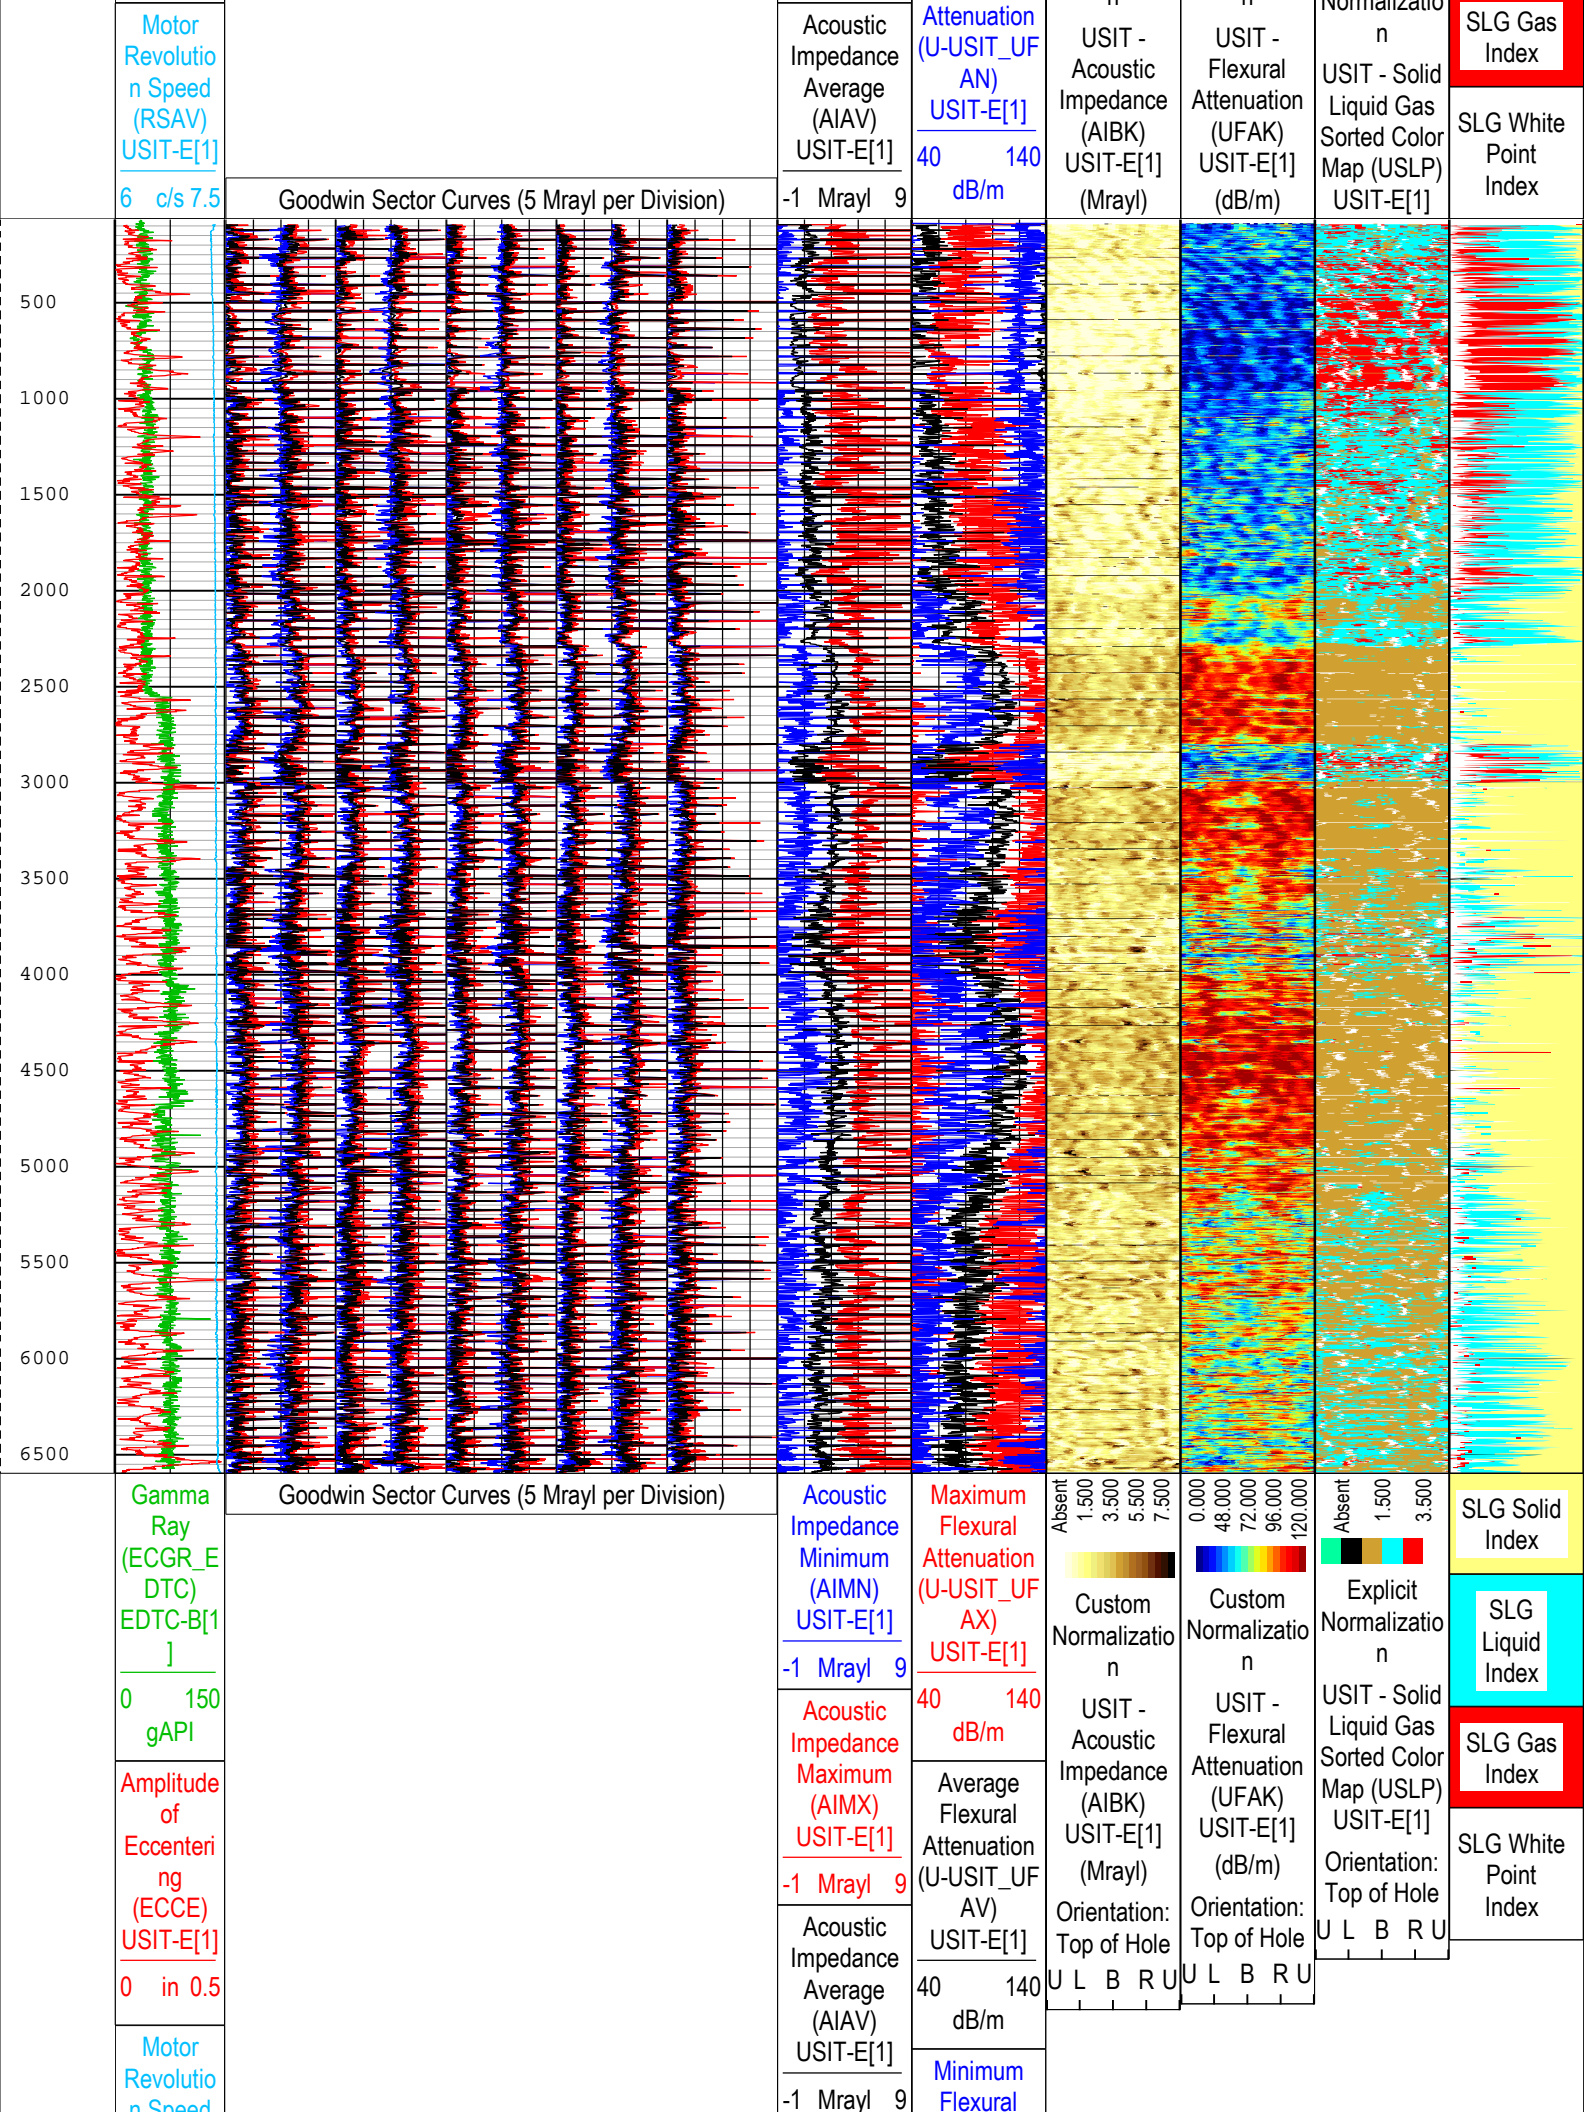 Motor
Revolutio
n Speed
(RSAV)
USIT-E[1]
6 c/s 7.5
Goodwin Sector Curves (5 Mrayl per Division)
Acoustic
Impedance
Average
(AIAV)
USIT-E[1]
-1 Mrayl 9
Attenuation
(U-USIT_UF
AN)
USIT-E[1]
40 140
dB/m
n
USIT -
Acoustic
Impedance
(AIBK)
USIT-E[1]
(Mrayl)
n
USIT -
Flexural
Attenuation
(UFAK)
USIT-E[1]
(dB/m)
Normalizatio
n
USIT - Solid
Liquid Gas
Sorted Color
Map (USLP)
USIT-E[1]
SLG Gas
Index
SLG White
Point
Index
500
1000
1500
2000
2500
3000
3500
4000
4500
5000
5500
6000
6500
Gamma
Ray
(ECGR_E
DTC)
EDTC-B[1
]
0 150
gAPI
Amplitude
of
Eccenteri
ng
(ECCE)
USIT-E[1]
0 in 0.5
Motor
Revolutio
n Speed
Goodwin Sector Curves (5 Mrayl per Division)
Acoustic
Impedance
Minimum
(AIMN)
USIT-E[1]
-1 Mrayl 9
Acoustic
Impedance
Maximum
(AIMX)
USIT-E[1]
-1 Mrayl 9
Acoustic
Impedance
Average
(AIAV)
USIT-E[1]
-1 Mrayl 9
Maximum
Flexural
Attenuation
(U-USIT_UF
AX)
USIT-E[1]
40 140
dB/m
Average
Flexural
Attenuation
(U-USIT_UF
AV)
USIT-E[1]
40 140
dB/m
Minimum
Flexural
Absent
1.500
3.500
5.500
7.500
Custom
Normalizatio
n
USIT -
Acoustic
Impedance
(AIBK)
USIT-E[1]
(Mrayl)
Orientation:
Top of Hole
U L B R U
0.000
48.000
72.000
96.000
120.000
Custom
Normalizatio
n
USIT -
Flexural
Attenuation
(UFAK)
USIT-E[1]
(dB/m)
Orientation:
Top of Hole
U L B R U
Absent
1.500
3.500
Explicit
Normalizatio
n
USIT - Solid
Liquid Gas
Sorted Color
Map (USLP)
USIT-E[1]
Orientation:
Top of Hole
U L B R U
SLG Solid
Index
SLG
Liquid
Index
SLG Gas
Index
SLG White
Point
Index